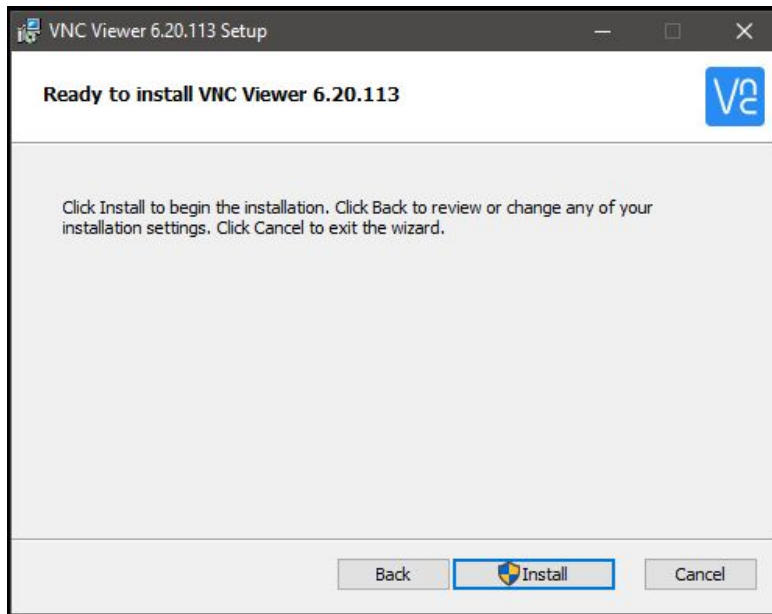 VNC Viewer 6.20.113 Setup
Ready to install VNC Viewer 6.20.113
Vnc
Click Install to begin the installation. Click Back to review or change any of your
installation settings. Click Cancel to exit the wizard.
Back
Install
Cancel